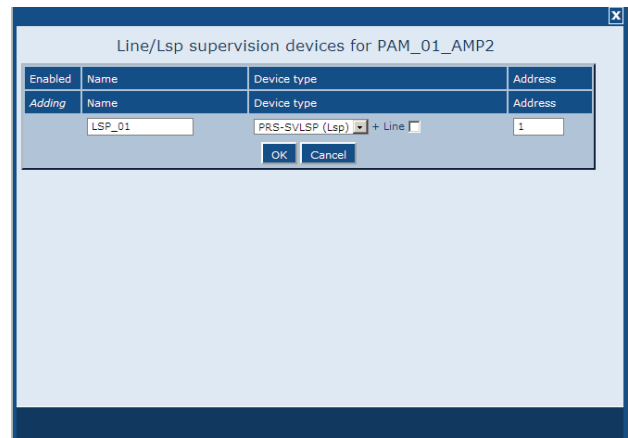 X
Line/Lsp supervision devices for PAM_01_AMP2
Enabled Name Device type Address
Adding Name Device type Address
LSP_01 PRS-SVLSP (Lsp) + Line 1
OK Cancel